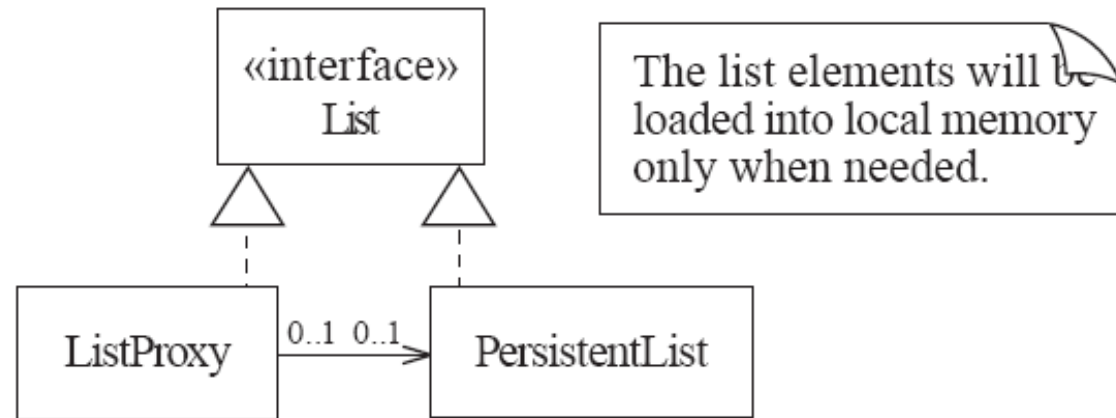 «interface»
List
The list elements will be
loaded into local memory
only when needed.
ListProxy
0..1 0..1
PersistentList